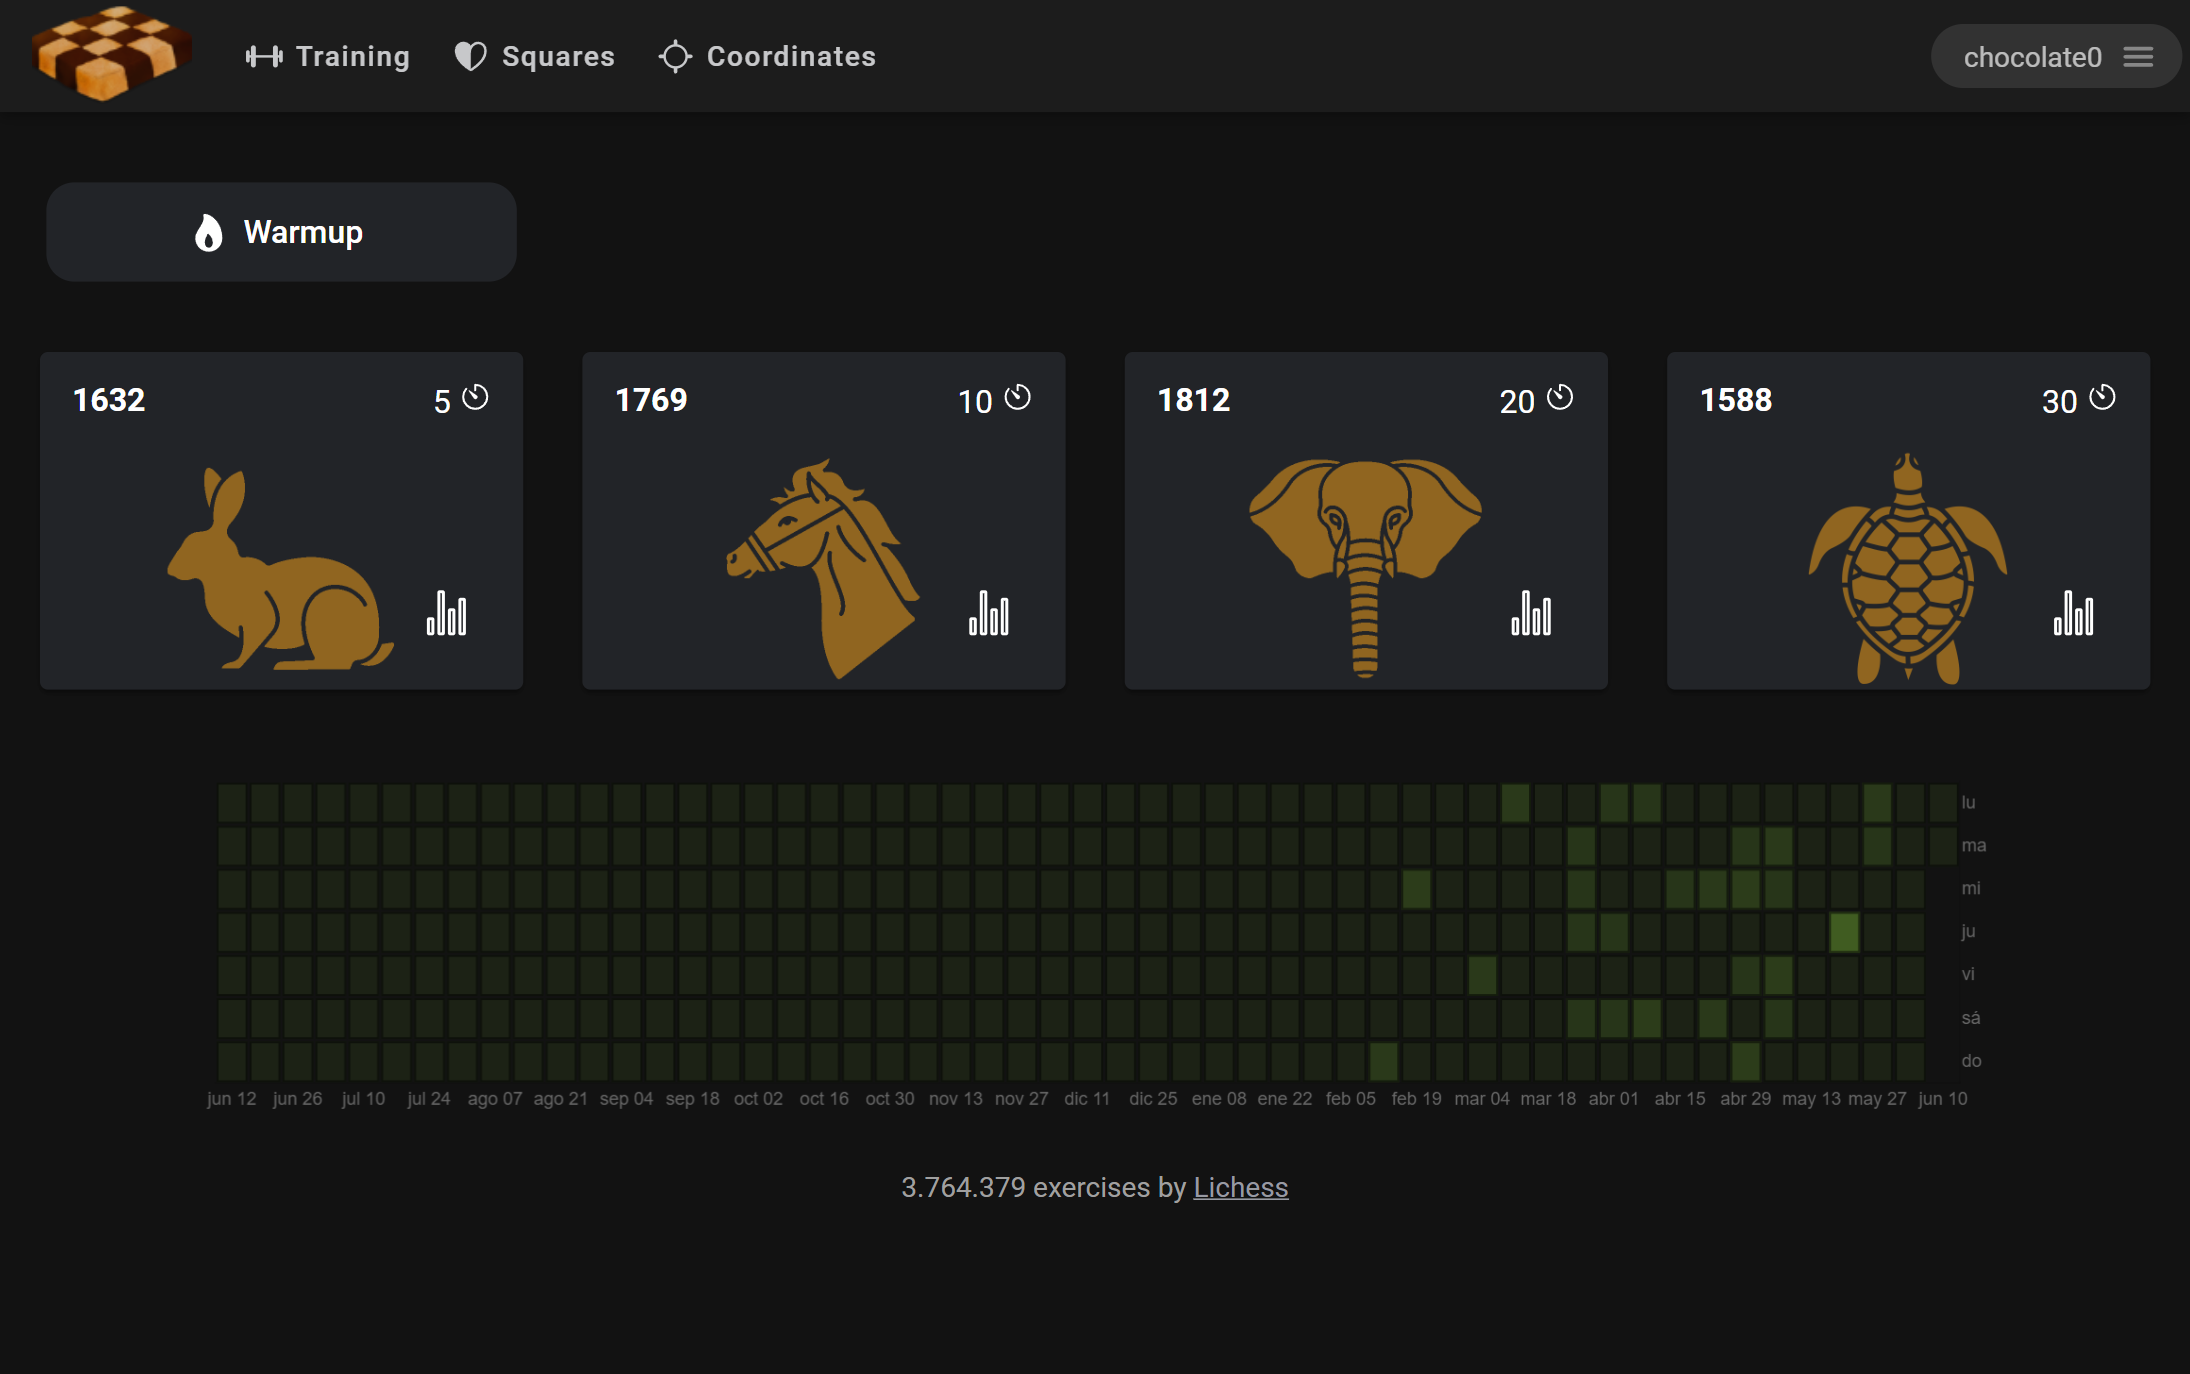 Training Squares Coordinates chocolate0
Warmup
1632 5 1769 10 1812 20 1588 30
lu
ma
mi
ju
vi
sá
do
jun 12 jun 26 jul 10 jul 24 ago 07 ago 21 sep 04 sep 18 oct 02 oct 16 oct 30 nov 13 nov 27 dic 11 dic 25 ene 08 ene 22 feb 05 feb 19 mar 04 mar 18 abr 01 abr 15 abr 29 may 13 may 27 jun 10
3.764.379 exercises by Lichess